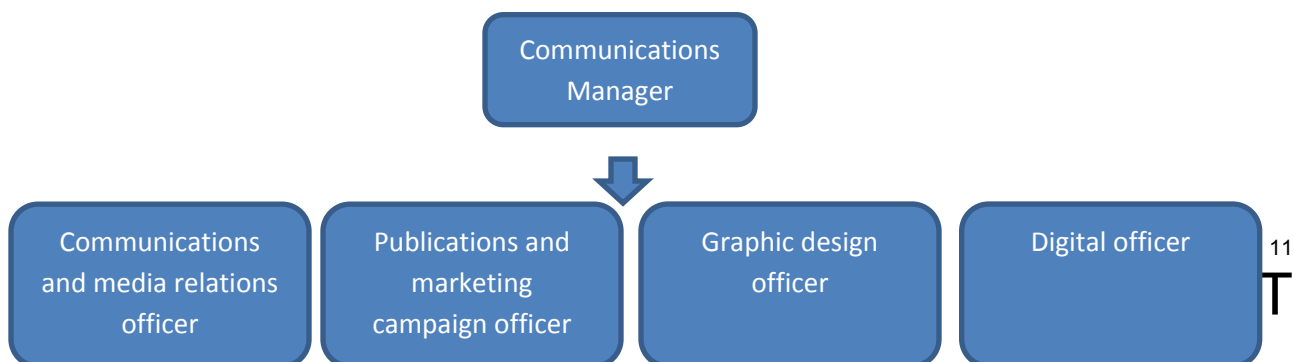 Communications
Manager
Communications
and media relations
officer
Publications and
marketing
campaign officer
Graphic design
officer
Digital officer
11
T